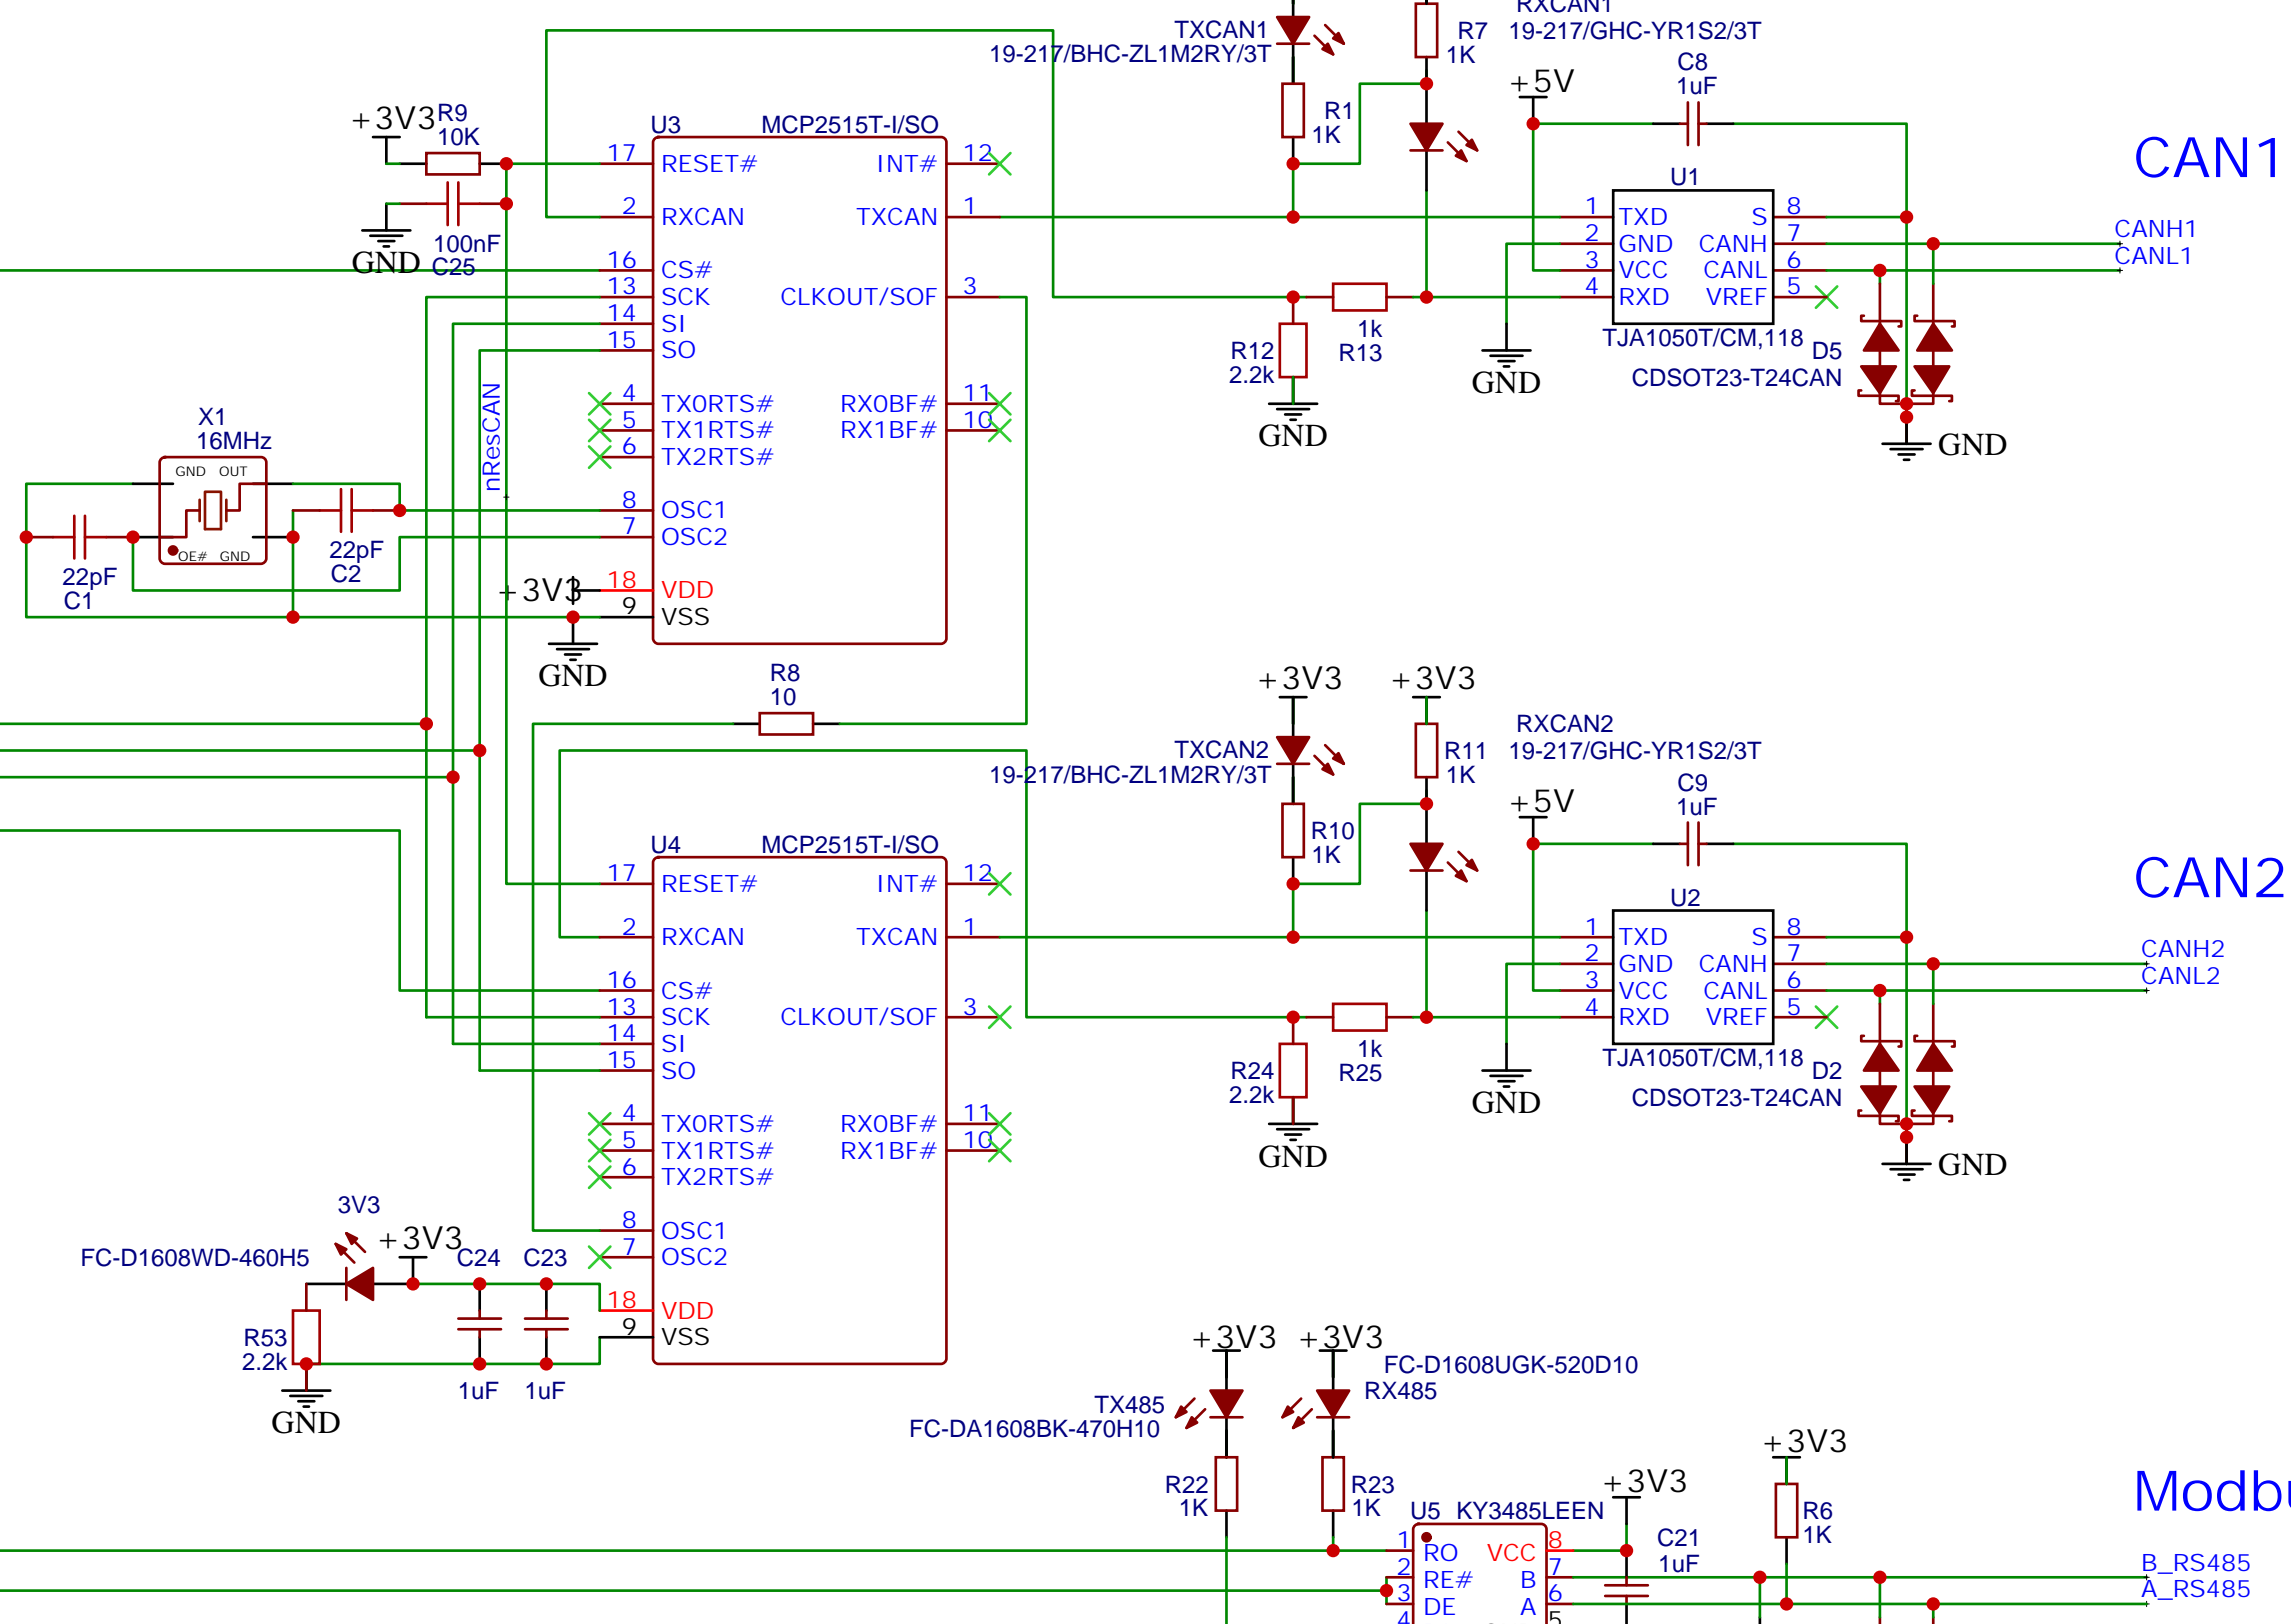 RXCAN1
TXCAN1
19-217/BHC-ZL1M2RY/3T
R7
1K
19-217/GHC-YR1S2/3T
C8
1uF
+5V
R1
1K
+3V3
R9
10K
U3
MCP2515T-I/SO
CAN1
17
RESET#
INT#
12
2
RXCAN
TXCAN
1
100nF
C25
GND
16
CS#
13
SCK
CLKOUT/SOF
3
14
SI
15
SO
4
TX0RTS#
RX0BF#
11
5
TX1RTS#
RX1BF#
10
6
TX2RTS#
8
OSC1
7
OSC2
18
VDD
9
VSS
+3V3
GND
nResCAN
U1
1
TXD
S
8
2
GND
CANH
7
3
VCC
CANL
6
4
RXD
VREF
5
TJA1050T/CM,118
CANH1
CANL1
D5
CDSOT23-T24CAN
GND
GND
1k
R13
R12
2.2k
GND
X1
16MHz
GND OUT
OE# GND
22pF
C2
22pF
C1
R8
10
+3V3
+3V3
TXCAN2
19-217/BHC-ZL1M2RY/3T
R11
1K
RXCAN2
19-217/GHC-YR1S2/3T
C9
1uF
+5V
R10
1K
U4
MCP2515T-I/SO
CAN2
17
RESET#
INT#
12
2
RXCAN
TXCAN
1
16
CS#
13
SCK
CLKOUT/SOF
3
14
SI
15
SO
4
TX0RTS#
RX0BF#
11
5
TX1RTS#
RX1BF#
10
6
TX2RTS#
8
OSC1
7
OSC2
18
VDD
9
VSS
U2
1
TXD
S
8
2
GND
CANH
7
3
VCC
CANL
6
4
RXD
VREF
5
TJA1050T/CM,118
CANH2
CANL2
D2
CDSOT23-T24CAN
GND
GND
1k
R25
R24
2.2k
GND
3V3
FC-D1608WD-460H5
+3V3
C24
C23
R53
2.2k
1uF
1uF
GND
+3V3
+3V3
FC-D1608UGK-520D10
RX485
TX485
FC-DA1608BK-470H10
R22
1K
R23
1K
+3V3
+3V3
U5
KY3485LEEN
C21
1uF
R6
1K
Modbu
1
RO
VCC
8
2
RE#
B
7
3
DE
A
6
4
5
B_RS485
A_RS485